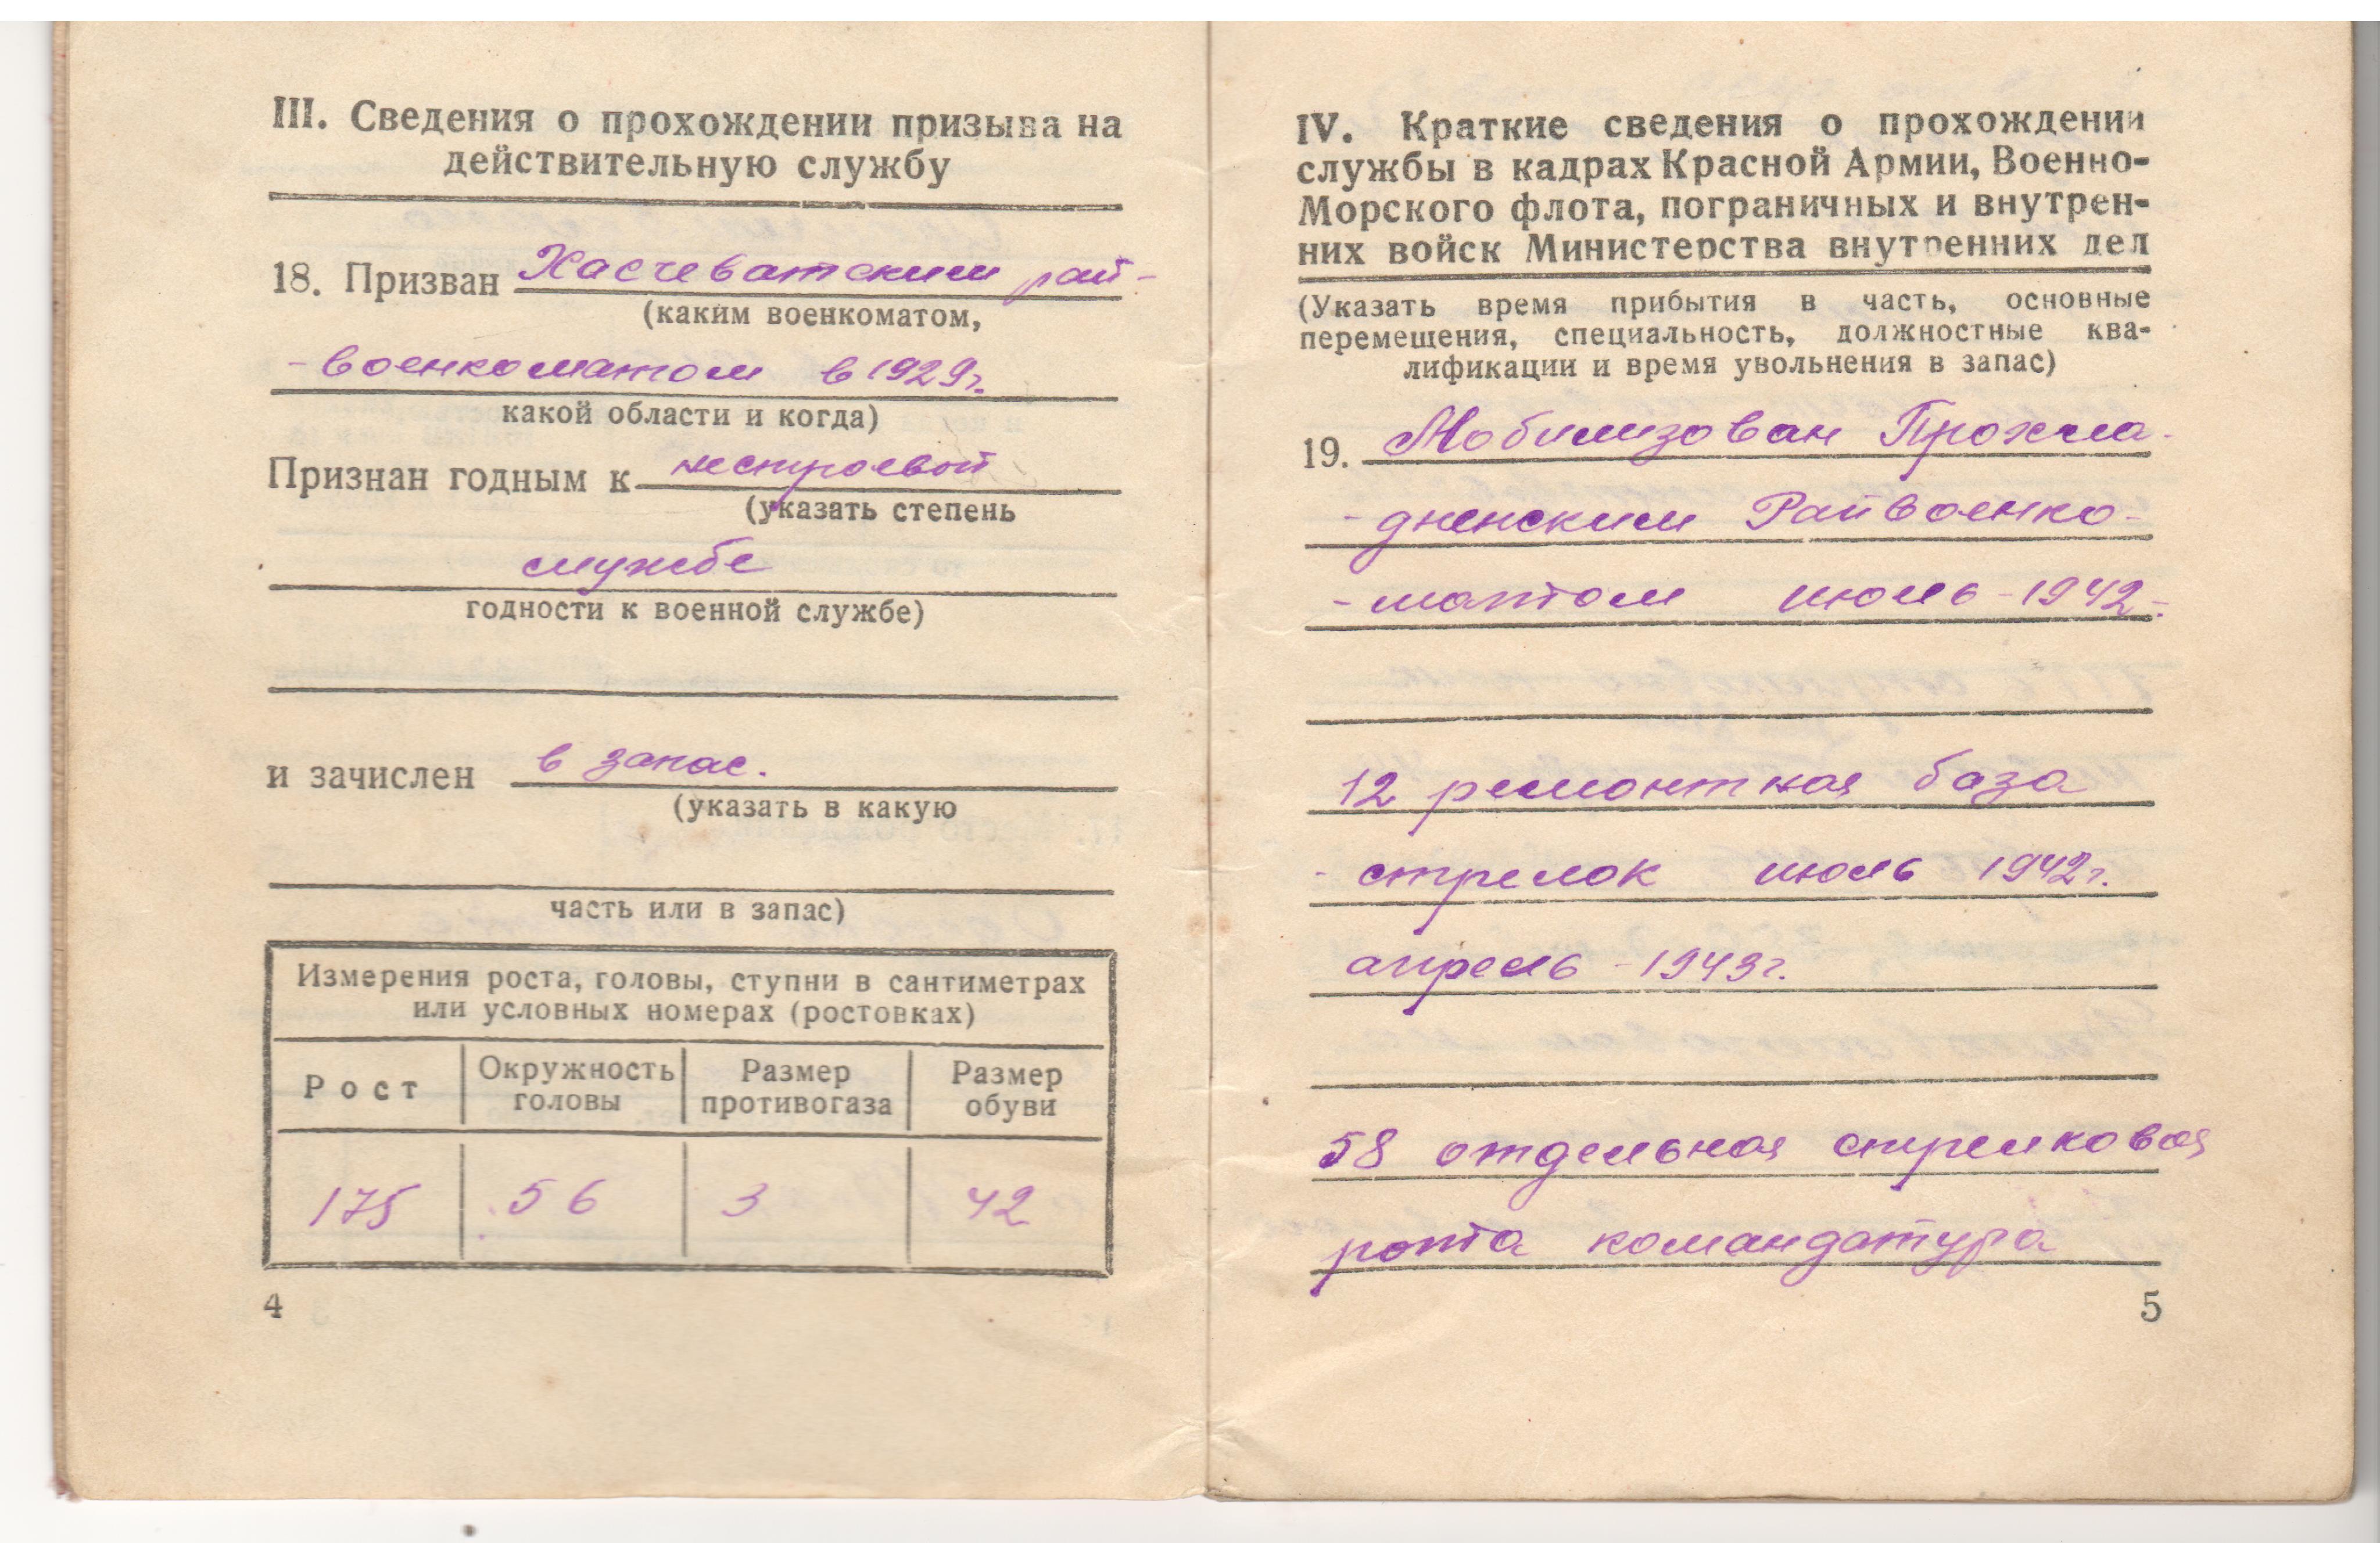 III. Сведения о прохождении призыва на
действительную службу
18. Призван Хасчеватским рай-
(каким военкоматом,
-военкоматом в 1929г.
какой области и когда)
Признан годным к нестроевой
(указать степень
службе
годности к военной службе)
и зачислен в запас.
(указать в какую
часть или в запас)
Измерения роста, головы, ступни в сантиметрах
или условных номерах (ростовках)
Рост Окружность головы Размер противогаза Размер обуви
175 56 3 42
4
IV. Краткие сведения о прохождении
службы в кадрах Красной Армии, Военно-
Морского флота, пограничных и внутрен-
них войск Министерства внутренних дел
(Указать время прибытия в часть, основные
перемещения, специальность, должностные ква-
лификации и время увольнения в запас)
19. Мобилизован Прохла-
-дненским Райвоенко-
-матом июль-1942-
12 ремонтная база
- стрелок июль 1942г.
апрель-1943г.
58 отдельная стрелковая
рота командатура
5